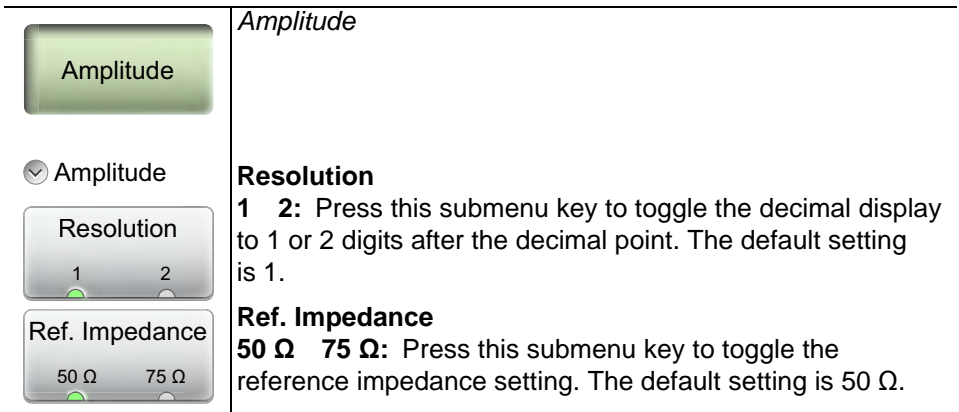 Amplitude
Amplitude
Amplitude
Resolution
1 2
Ref. Impedance
50 Ω 75 Ω
Resolution
1 2: Press this submenu key to toggle the decimal display
to 1 or 2 digits after the decimal point. The default setting
is 1.
Ref. Impedance
50 Ω 75 Ω: Press this submenu key to toggle the
reference impedance setting. The default setting is 50 Ω.